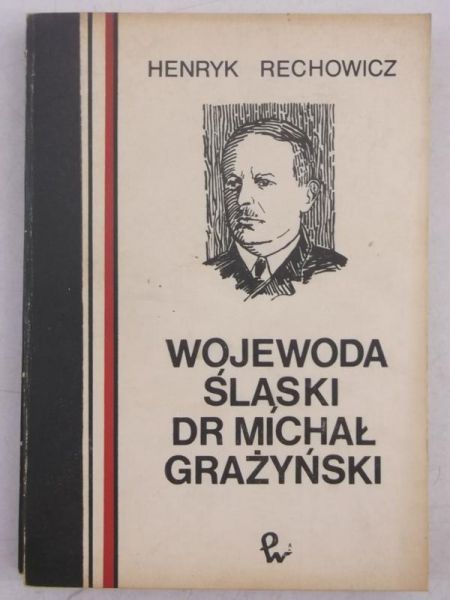 HENRYK RECHOWICZ
WOJEWODA
ŚLĄSKI
DR MICHAŁ
GRAŻYŃSKI